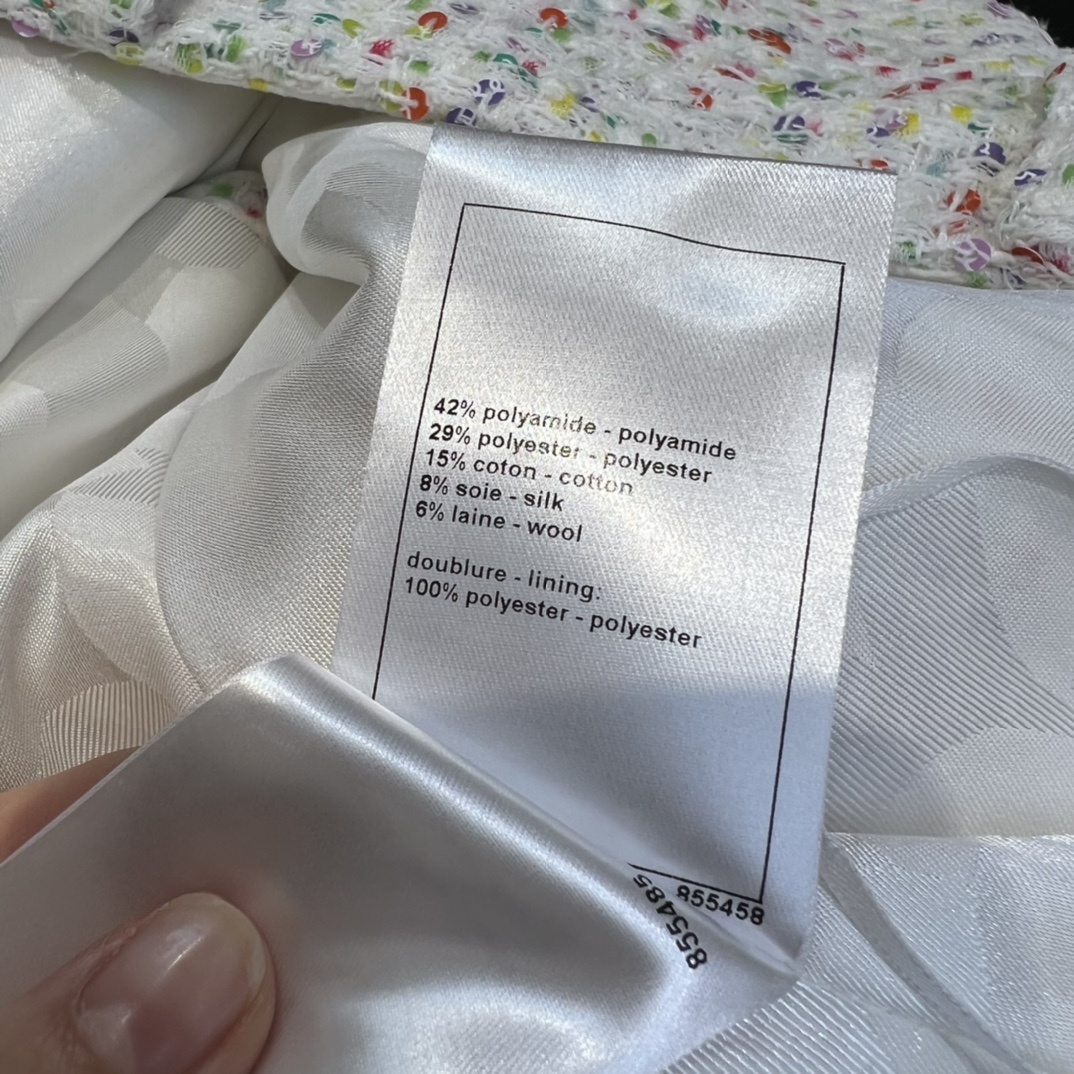 42% polyamide - polyamide
29% polyester - polyester
15% coton - cotton
8% soie - silk
6% laine - wool
doublure - lining:
100% polyester - polyester
855458
855485